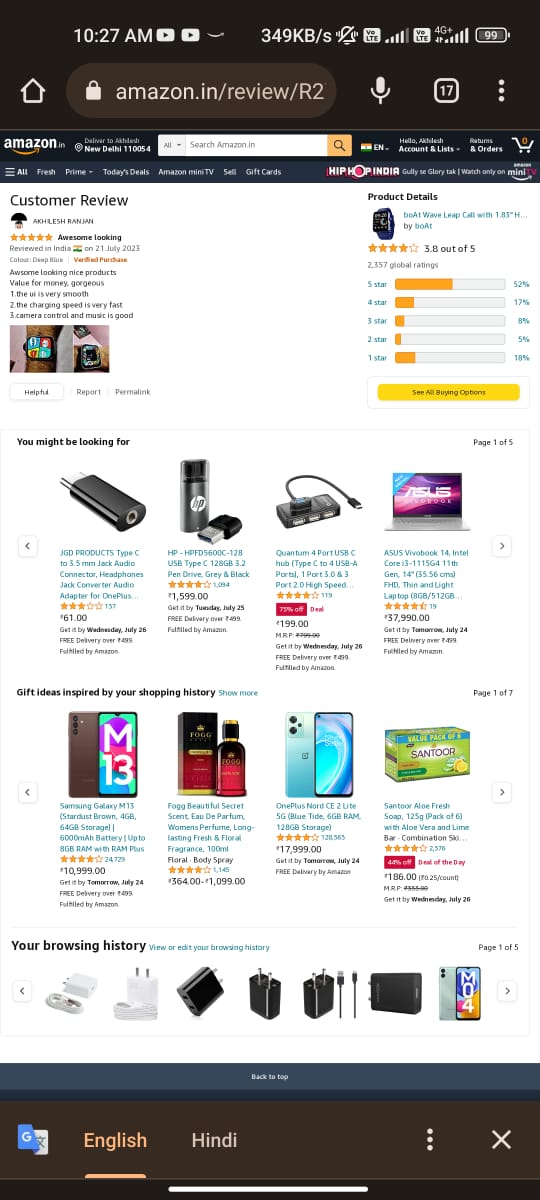 10:27 AM
349KB/s
Vo LTE
Vo LTE
4G+
99
amazon.in/review/R2
17
amazon.in
Deliver to Akhilesh
New Delhi 110054
All
Search Amazon.in
EN
Hello, Akhilesh
Account & Lists
Returns
& Orders
0
All
Fresh
Prime
Today's Deals
Amazon miniTV
Sell
Gift Cards
HIP HOP INDIA
Gully se Glory tak | Watch only on
amazon
miniTV
Customer Review
AKHILESH RANJAN
Awesome looking
Reviewed in India on 21 July 2023
Colour: Deep Blue | Verified Purchase
Awsome looking nice products
Value for money, gorgeous
1.the ui is very smooth
2.the charging speed is very fast
3.camera control and music is good
Helpful
Report
Permalink
Product Details
boAt Wave Leap Call with 1.83" H...
by boAt
3.8 out of 5
2,357 global ratings
5 star 52%
4 star 17%
3 star 8%
2 star 5%
1 star 18%
See All Buying Options
You might be looking for
Page 1 of 5
hp
ASUS
VIVOBOOK
JGD PRODUCTS Type C
to 3.5 mm Jack Audio
Connector, Headphones
Jack Converter Audio
Adapter for OnePlus...
157
₹61.00
Get it by Wednesday, July 26
FREE Delivery over ₹499.
Fulfilled by Amazon.
HP - HPFD5600C-128
USB Type C 128GB 3.2
Pen Drive, Grey & Black
1,094
₹1,599.00
Get it by Tuesday, July 25
FREE Delivery over ₹499.
Fulfilled by Amazon.
Quantum 4 Port USB C
hub (Type C to 4 USB-A
Ports), 1 Port 3.0 & 3
Port 2.0 High Speed...
119
75% off Deal
₹199.00
M.R.P: ₹799.00
Get it by Wednesday, July 26
FREE Delivery over ₹499.
Fulfilled by Amazon.
ASUS Vivobook 14, Intel
Core i3-1115G4 11th
Gen, 14" (35.56 cms)
FHD, Thin and Light
Laptop (8GB/512GB...
19
₹37,990.00
Get it by Tomorrow, July 24
FREE Delivery over ₹499.
Fulfilled by Amazon.
Gift ideas inspired by your shopping history Show more
Page 1 of 7
M
13
FOGG
FOGG
VALUE PACK OF 6
SANTOOR
Samsung Galaxy M13
(Stardust Brown, 4GB,
64GB Storage) |
6000mAh Battery | Upto
8GB RAM with RAM Plus
24,729
₹10,999.00
Get it by Tomorrow, July 24
FREE Delivery over ₹499.
Fulfilled by Amazon.
Fogg Beautiful Secret
Scent, Eau De Parfum,
Womens Perfume, Long-
lasting Fresh & Floral
Fragrance, 100ml
Floral · Body Spray
1,145
₹364.00-₹1,099.00
OnePlus Nord CE 2 Lite
5G (Blue Tide, 6GB RAM,
128GB Storage)
128,563
₹17,999.00
Get it by Tomorrow, July 24
FREE Delivery by Amazon
Santoor Aloe Fresh
Soap, 125g (Pack of 6)
with Aloe Vera and Lime
Bar · Combination Ski...
2,576
44% off Deal of the Day
₹186.00 (₹0.25/count)
M.R.P: ₹333.00
Get it by Wednesday, July 26
Your browsing history View or edit your browsing history
Page 1 of 5
M
04
Back to top
G
English
Hindi